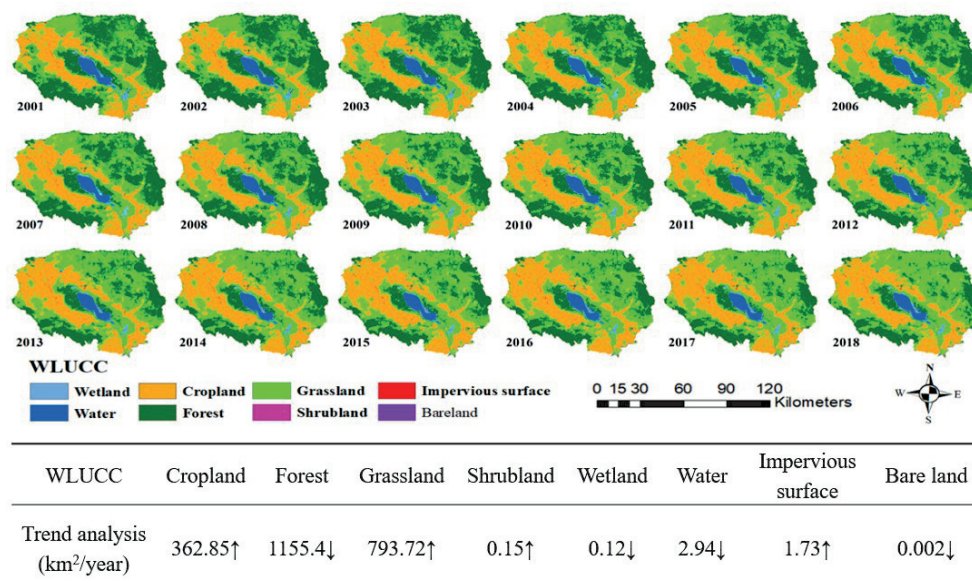 2001 2002 2003 2004 2005 2006
2007 2008 2009 2010 2011 2012
2013 2014 2015 2016 2017 2018
WLUCC
Wetland Cropland Grassland Impervious surface
Water Forest Shrubland Bareland
0 15 30 60 90 120
Kilometers
N
W E
S
WLUCC Cropland Forest Grassland Shrubland Wetland Water Impervious surface Bare land
Trend analysis
(km²/year) 362.85↑ 1155.4↓ 793.72↑ 0.15↑ 0.12↓ 2.94↓ 1.73↑ 0.002↓